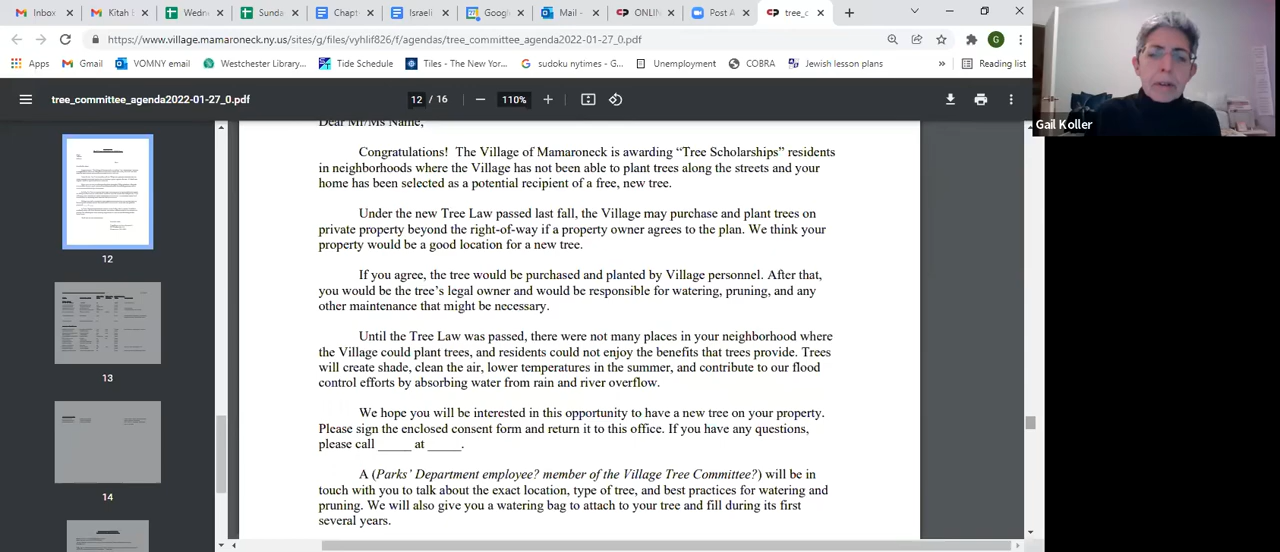 Inbox
Kitah b
Wedne
Sunda
Chapt
Israeli
Googl
Mail -
ONLIN
Post A
tree_c
https://www.village.mamaroneck.ny.us/sites/g/files/vyhlif826/f/agendas/tree_committee_agenda2022-01-27_0.pdf
G
Apps
Gmail
VOMNY email
Westchester Library...
Tide Schedule
Tiles - The New Yor...
sudoku nytimes - G...
Unemployment
COBRA
Jewish lesson plans
»
Reading list
tree_committee_agenda2022-01-27_0.pdf
12 / 16
110%
Gail Koller
12
13
14
Dear Mr/Ms Name,
Congratulations! The Village of Mamaroneck is awarding “Tree Scholarships” residents
in neighborhoods where the Village has not been able to plant trees along the streets and your
home has been selected as a potential recipient of a free, new tree.
Under the new Tree Law passed last fall, the Village may purchase and plant trees on
private property beyond the right-of-way if a property owner agrees to the plan. We think your
property would be a good location for a new tree.
If you agree, the tree would be purchased and planted by Village personnel. After that,
you would be the tree’s legal owner and would be responsible for watering, pruning, and any
other maintenance that might be necessary.
Until the Tree Law was passed, there were not many places in your neighborhood where
the Village could plant trees, and residents could not enjoy the benefits that trees provide. Trees
will create shade, clean the air, lower temperatures in the summer, and contribute to our flood
control efforts by absorbing water from rain and river overflow.
We hope you will be interested in this opportunity to have a new tree on your property.
Please sign the enclosed consent form and return it to this office. If you have any questions,
please call _____ at _____.
A (Parks’ Department employee? member of the Village Tree Committee?) will be in
touch with you to talk about the exact location, type of tree, and best practices for watering and
pruning. We will also give you a watering bag to attach to your tree and fill during its first
several years.